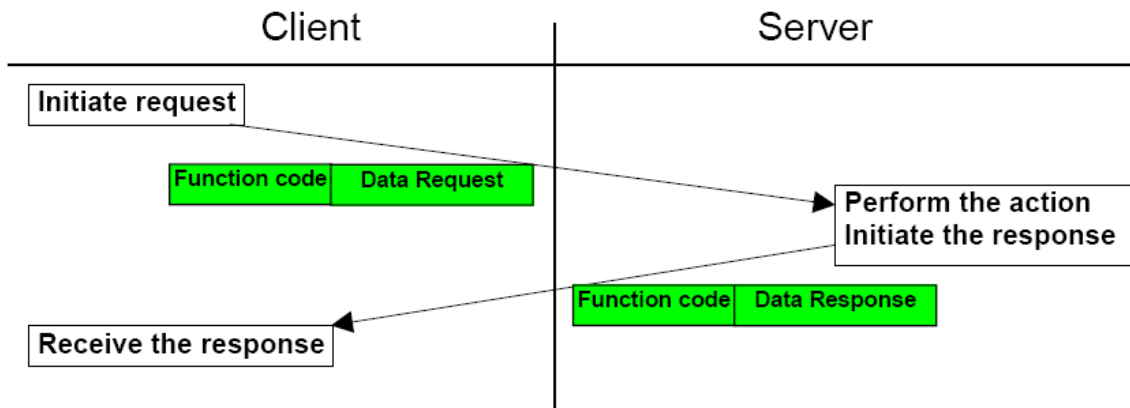 Client
Server
Initiate request
Function code
Data Request
Perform the action
Initiate the response
Function code
Data Response
Receive the response